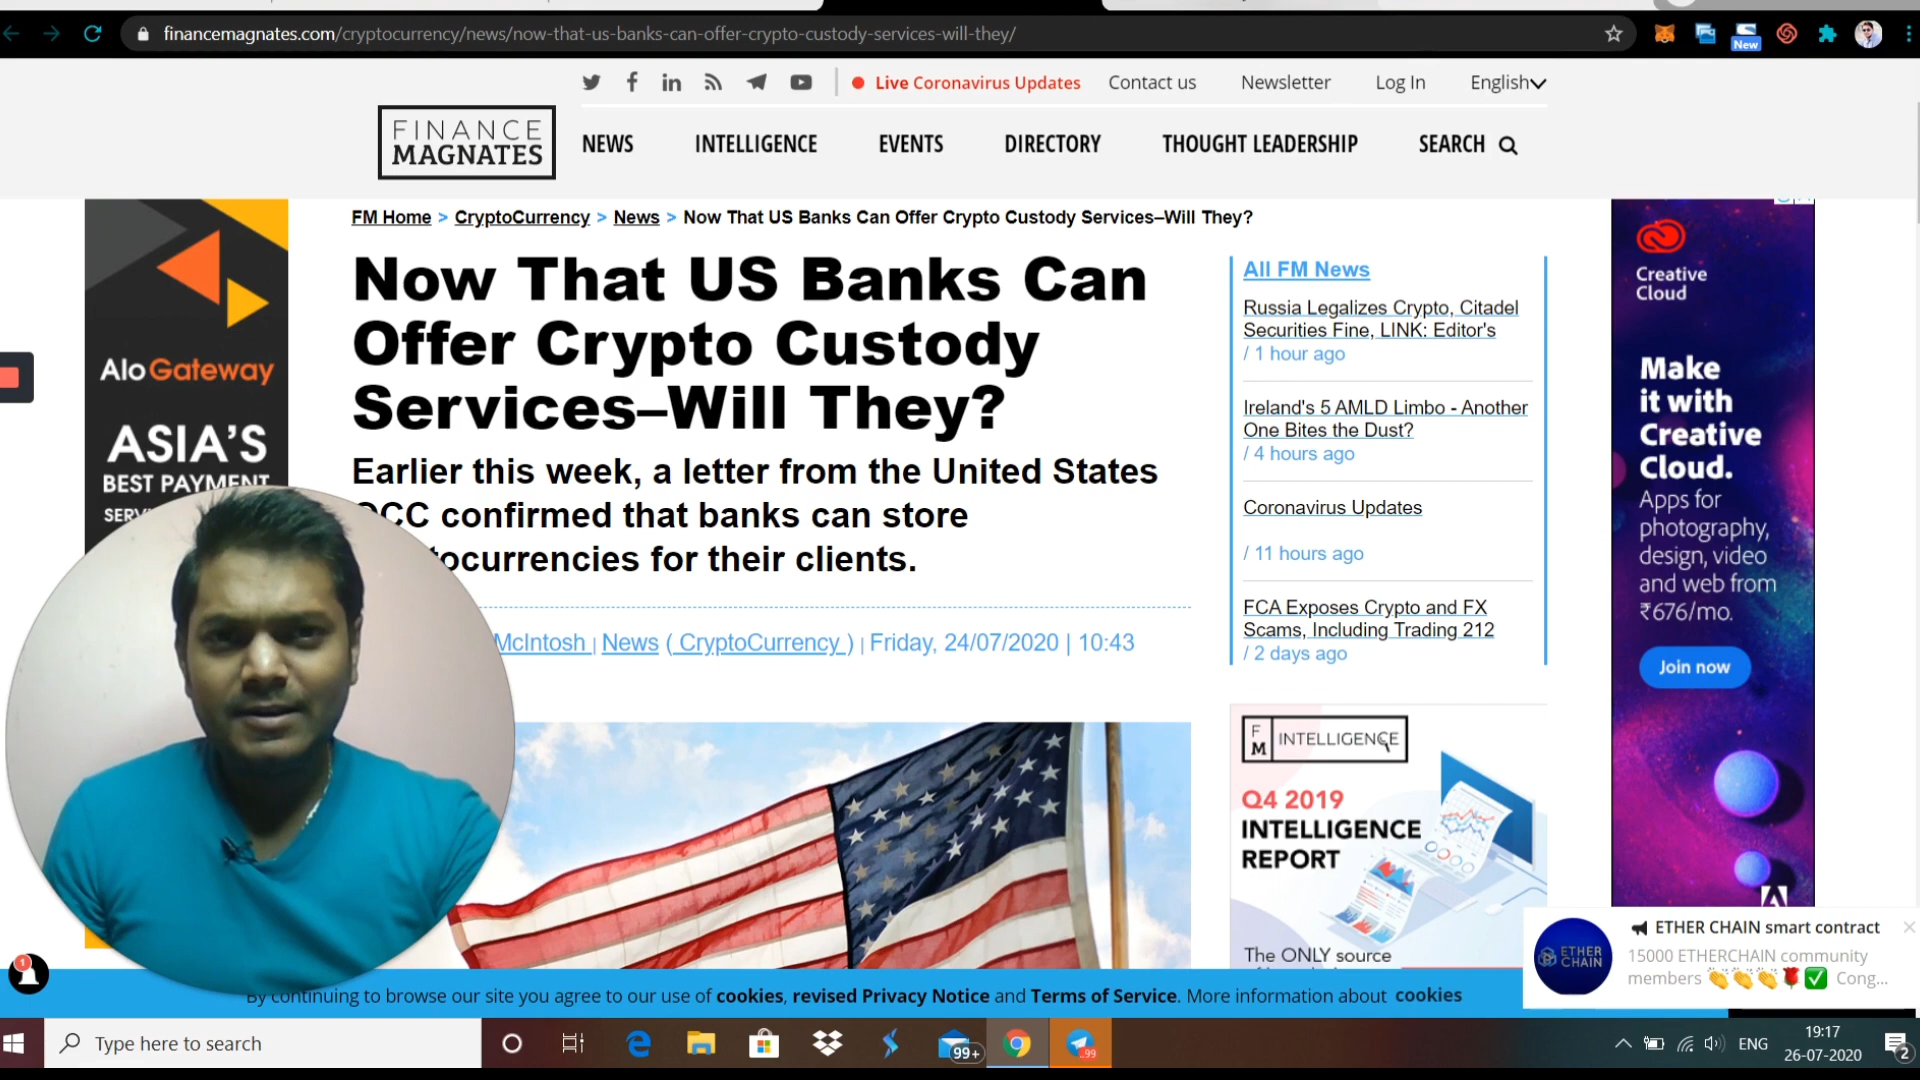 financemagnates.com/cryptocurrency/news/now-that-us-banks-can-offer-crypto-custody-services-will-they/
New
Live Coronavirus Updates
Contact us
Newsletter
Log In
English
FINANCE
MAGNATES
NEWS
INTELLIGENCE
EVENTS
DIRECTORY
THOUGHT LEADERSHIP
SEARCH
FM Home > CryptoCurrency > News > Now That US Banks Can Offer Crypto Custody Services–Will They?
Now That US Banks Can
Offer Crypto Custody
Services–Will They?
Earlier this week, a letter from the United States
confirmed that banks can store
for their clients.
McIntosh | News ( CryptoCurrency ) | Friday, 24/07/2020 | 10:43
All FM News
Russia Legalizes Crypto, Citadel
Securities Fine, LINK: Editor's
/ 1 hour ago
Ireland's 5 AMLD Limbo - Another
One Bites the Dust?
/ 4 hours ago
Coronavirus Updates
/ 11 hours ago
FCA Exposes Crypto and FX
Scams, Including Trading 212
/ 2 days ago
FM INTELLIGENCE
Q4 2019
INTELLIGENCE
REPORT
The ONLY source
Alo Gateway
ASIA'S
BEST PAYMENT
Creative
Cloud
Make
it with
Creative
Cloud.
Apps for
photography,
design, video
and web from
₹676/mo.
Join now
ETHER
CHAIN
ETHER CHAIN smart contract
15000 ETHERCHAIN community
members 👏👏👏🌹✅ Cong...
1
By continuing to browse our site you agree to our use of cookies, revised Privacy Notice and Terms of Service. More information about cookies
Type here to search
99+
..99
ENG
19:17
26-07-2020
2